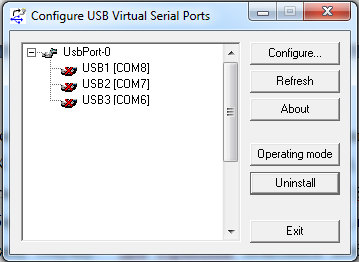 Configure USB Virtual Serial Ports
UsbPort-0
USB1 [COM8]
USB2 [COM7]
USB3 [COM6]
Configure...
Refresh
About
Operating mode
Uninstall
Exit